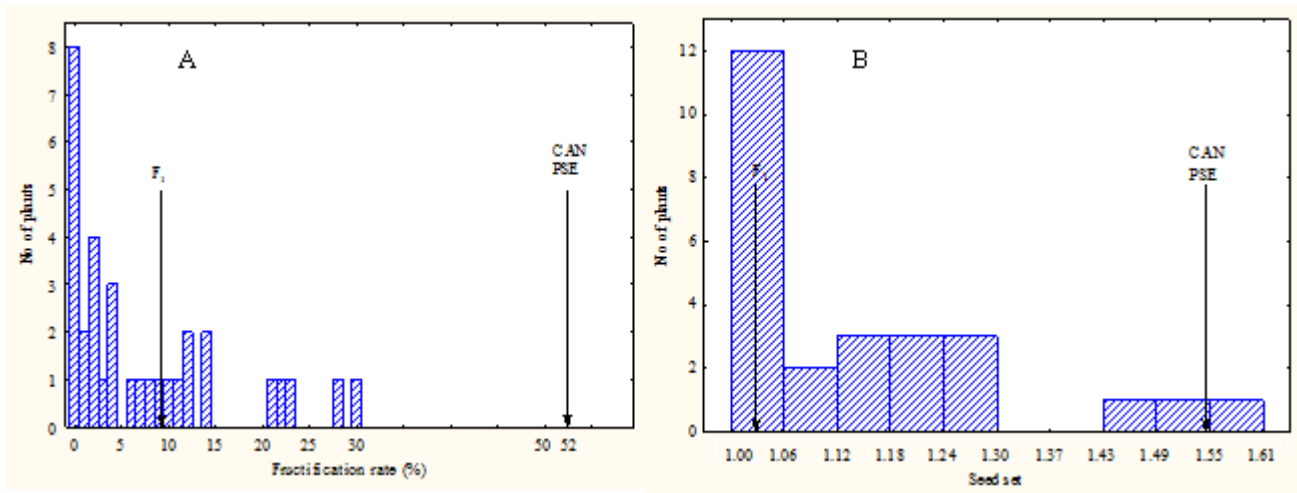 A
8
7
6
5
4
3
2
1
0
No of plants
F₁
CAN
PSE
0 5 10 15 20 25 30 50 52
Fructification rate (%)
B
12
10
8
6
4
2
0
No of plants
F₁
CAN
PSE
1.00 1.06 1.12 1.18 1.24 1.30 1.37 1.43 1.49 1.55 1.61
Seed set